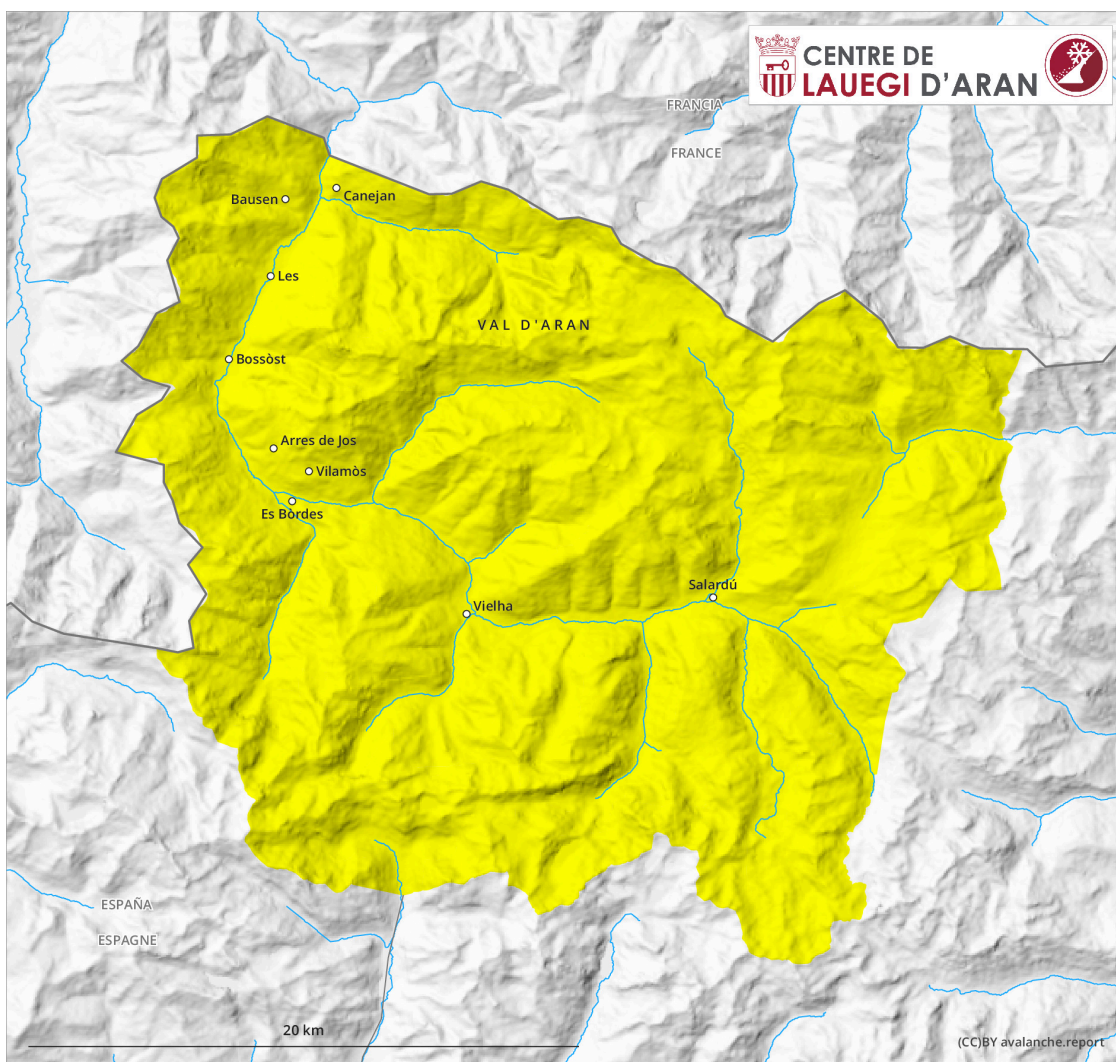 CENTRE DE
LAUEGI D'ARAN
FRANCIA
FRANCE
Canejan
Bausen
Les
VAL D'ARAN
Bossòst
Arres de Jos
Vilamòs
Es Bòrdes
Salardú
Vielha
ESPAÑA
ESPAGNE
20 km
(CC)BY avalanche.report